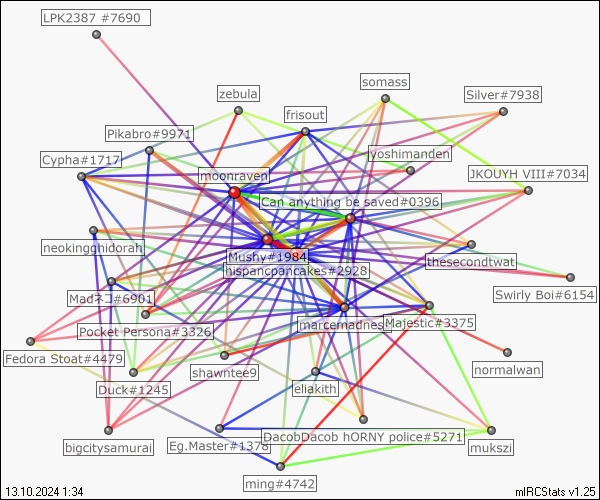 LPK2387 #7690
somass
zebula
Silver#7938
frisout
Pikabro#9971
lyoshimanden
Cypha#1717
moonraven
JKOUYH VIII#7034
Can anything be saved#0396
neokingghidorah
Mushy#1984
thesecondtwat
hispancpancakes#2928
Swirly Boi#6154
Madネコ#6901
Pocket Persona#3326
marcemadness
Majestic#3375
Fedora Stoat#4479
shawntee9
normalwan
Duck#1245
eliakith
DacobDacob hORNY police#5271
bigcitysamurai
Eg.Master#1378
mukszi
ming#4742
13.10.2024 1:34
mIRCStats v1.25